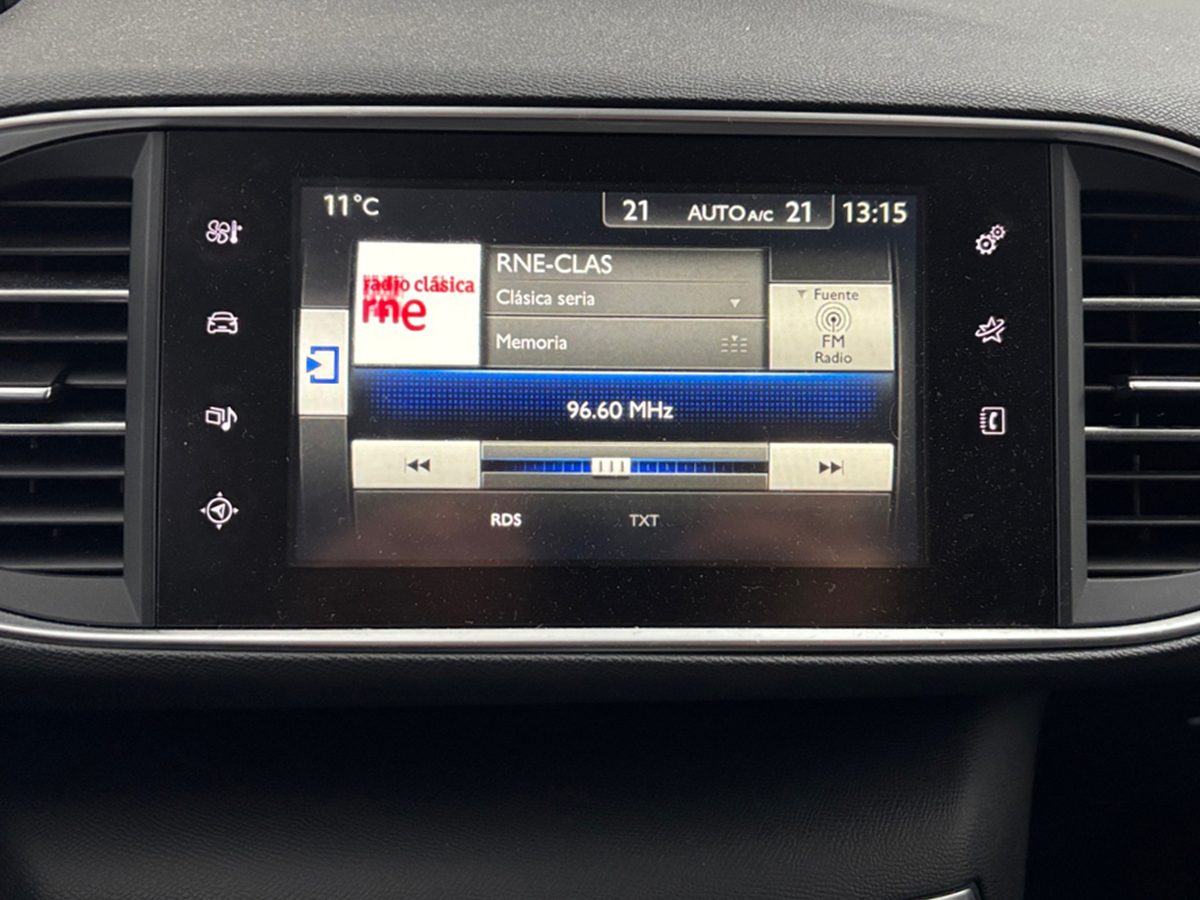 11°C
21 AUTO A/C 21
13:15
radio clásica
rne
RNE-CLAS
Clásica seria
Memoria
Fuente
FM
Radio
96.60 MHz
RDS
TXT